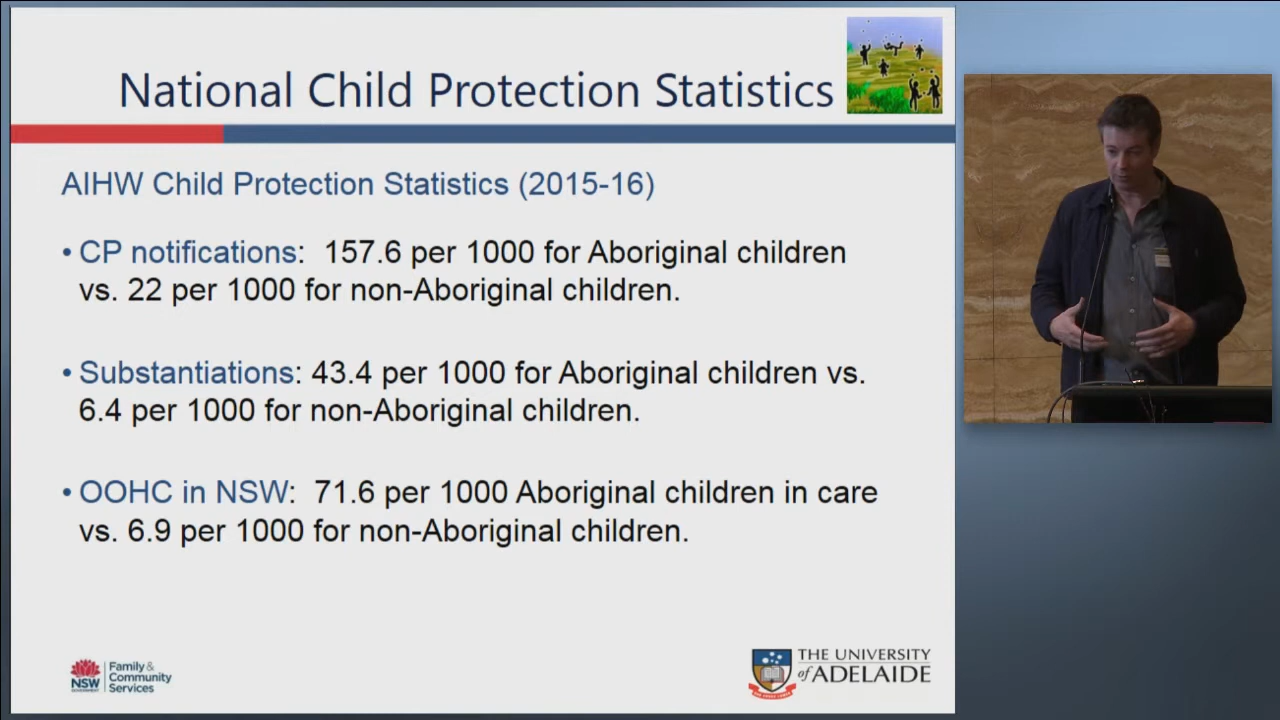 National Child Protection Statistics
AIHW Child Protection Statistics (2015-16)
• CP notifications:  157.6 per 1000 for Aboriginal children
vs. 22 per 1000 for non-Aboriginal children.
• Substantiations: 43.4 per 1000 for Aboriginal children vs.
6.4 per 1000 for non-Aboriginal children.
• OOHC in NSW:  71.6 per 1000 Aboriginal children in care
vs. 6.9 per 1000 for non-Aboriginal children.
NSW
GOVERNMENT
Family &
Community
Services
THE UNIVERSITY
of ADELAIDE